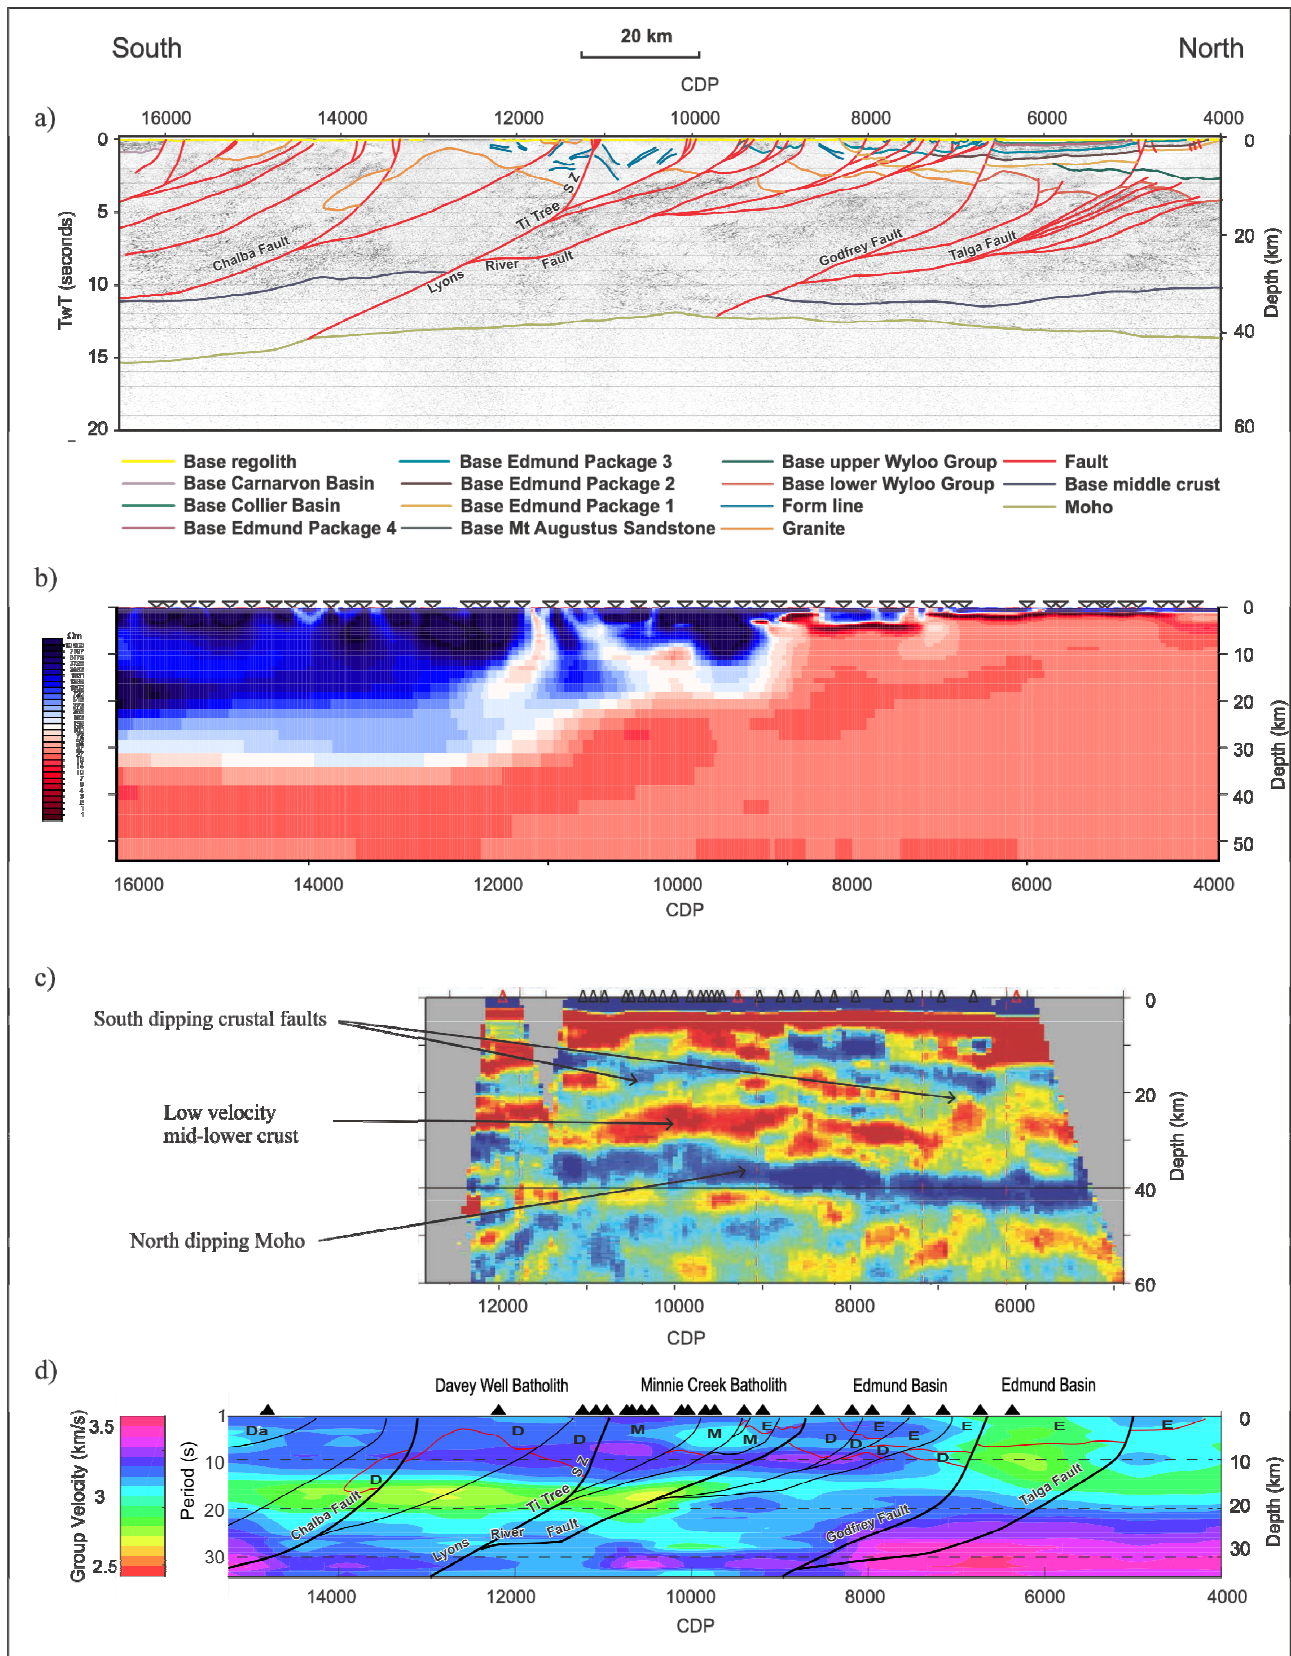 South
20 km
North
CDP
a)
16000 14000 12000 10000 8000 6000 4000
0
5
10
15
20
TwT (seconds)
0
20
40
60
Depth (km)
Chalba Fault
Ti Tree
S Z
Lyons
River
Fault
Godfrey Fault
Talga Fault
Base regolith
Base Edmund Package 3
Base upper Wyloo Group
Fault
Base Carnarvon Basin
Base Edmund Package 2
Base lower Wyloo Group
Base middle crust
Base Collier Basin
Base Edmund Package 1
Form line
Moho
Base Edmund Package 4
Base Mt Augustus Sandstone
Granite
b)
Ωm
0
10
20
30
40
50
Depth (km)
16000 14000 12000 10000 8000 6000 4000
CDP
c)
South dipping crustal faults
Low velocity
mid-lower crust
North dipping Moho
0
20
40
60
Depth (km)
12000 10000 8000 6000
CDP
d)
Davey Well Batholith
Minnie Creek Batholith
Edmund Basin
Edmund Basin
3.5
3
2.5
Group Velocity (km/s)
1
10
20
30
Period (s)
Da
D
D
D
M
M
M
E
D
D
D
E
E
D
E
E
E
Chalba Fault
Ti Tree
S Z
Lyons
River
Fault
Godfrey Fault
Talga Fault
0
10
20
30
Depth (km)
14000 12000 10000 8000 6000 4000
CDP